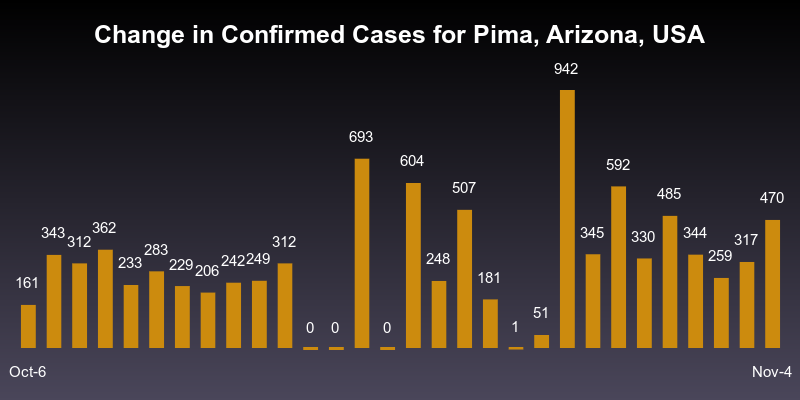 Change in Confirmed Cases for Pima, Arizona, USA
161 343 312 362 233 283 229 206 242 249 312 0 0 693 0 604 248 507 181 1 51 942 345 592 330 485 344 259 317 470
Oct-6 Nov-4